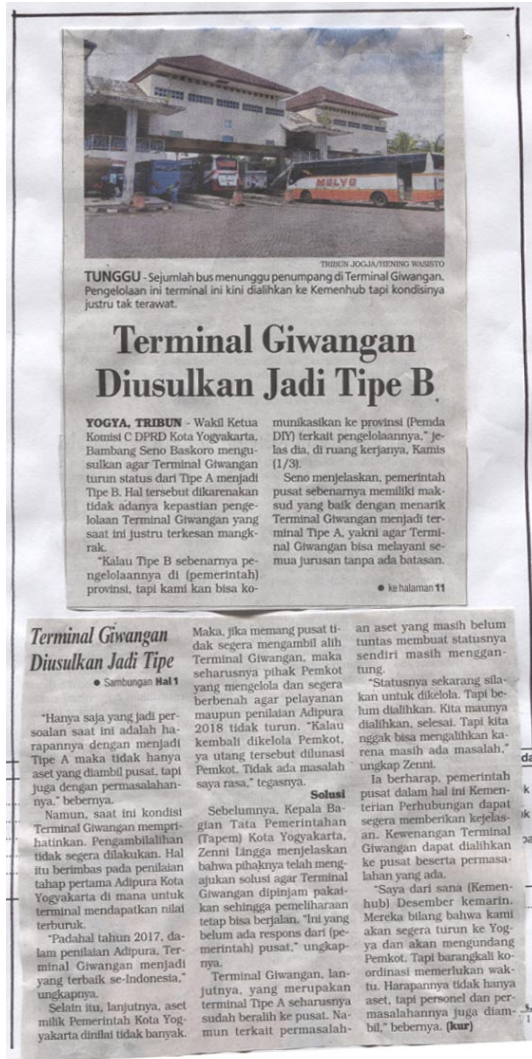 MULYO
TRIBUN JOGJA/HENING WASISTO
TUNGGU - Sejumlah bus menunggu penumpang di Terminal Giwangan.
Pengelolaan ini terminal ini kini dialihkan ke Kemenhub tapi kondisinya
justru tak terawat.
Terminal Giwangan
Diusulkan Jadi Tipe B
YOGYA, TRIBUN - Wakil Ketua
Komisi C DPRD Kota Yogyakarta,
Bambang Seno Baskoro mengu-
sulkan agar Terminal Giwangan
turun status dari Tipe A menjadi
Tipe B. Hal tersebut dikarenakan
tidak adanya kepastian penge-
lolaan Terminal Giwangan yang
saat ini justru terkesan mangk-
rak.
"Kalau Tipe B sebenarnya pe-
ngelolaannya di (pemerintah)
provinsi, tapi kami kan bisa ko-
munikasikan ke provinsi (Pemda
DIY) terkait pengelolaannya," je-
las dia, di ruang kerjanya, Kamis
(1/3).
Seno menjelaskan, pemerintah
pusat sebenarnya memiliki mak-
sud yang baik dengan menarik
Terminal Giwangan menjadi ter-
minal Tipe A, yakni agar Termi-
nal Giwangan bisa melayani se-
mua jurusan tanpa ada batasan.
● ke halaman 11
Terminal Giwangan
Diusulkan Jadi Tipe
● Sambungan Hal 1
"Hanya saja yang jadi per-
soalan saat ini adalah ha-
rapannya dengan menjadi
Tipe A maka tidak hanya
aset yang diambil pusat, tapi
juga dengan permasalahan-
nya," bebernya.
Namun, saat ini kondisi
Terminal Giwangan mempri-
hatinkan. Pengambilalihan
tidak segera dilakukan. Hal
itu berimbas pada penilaian
tahap pertama Adipura Kota
Yogyakarta di mana untuk
terminal mendapatkan nilai
terburuk.
"Padahal tahun 2017, da-
lam penilaian Adipura, Ter-
minal Giwangan menjadi
yang terbaik se-Indonesia,"
ungkapnya.
Selain itu, lanjutnya, aset
milik Pemerintah Kota Yog-
yakarta dinilai tidak banyak.
Maka, jika memang pusat ti-
dak segera mengambil alih
Terminal Giwangan, maka
seharusnya pihak Pemkot
yang mengelola dan segera
berbenah agar pelayanan
maupun penilaian Adipura
2018 tidak turun. "Kalau
kembali dikelola Pemkot,
ya utang tersebut dilunasi
Pemkot. Tidak ada masalah
saya rasa," tegasnya.
Solusi
Sebelumnya, Kepala Ba-
gian Tata Pemerintahan
(Tapem) Kota Yogyakarta,
Zenni Lingga menjelaskan
bahwa pihaknya telah meng-
ajukan solusi agar Terminal
Giwangan dipinjam pakai-
kan sehingga pemeliharaan
tetap bisa berjalan. "Ini yang
belum ada respons dari (pe-
merintah) pusat," ungkap-
nya.
Terminal Giwangan, lan-
jutnya, yang merupakan
terminal Tipe A seharusnya
sudah beralih ke pusat. Na-
mun terkait permasalah-
an aset yang masih belum
tuntas membuat statusnya
sendiri masih menggan-
tung.
"Statusnya sekarang sila-
kan untuk dikelola. Tapi be-
lum dialihkan. Kita maunya
dialihkan, selesai. Tapi kita
nggak bisa mengalihkan ka-
rena masih ada masalah,"
ungkap Zenni.
Ia berharap, pemerintah
pusat dalam hal ini Kemen-
terian Perhubungan dapat
segera memberikan kejelas-
an. Kewenangan Terminal
Giwangan dapat dialihkan
ke pusat beserta permasa-
lahan yang ada.
"Saya dari sana (Kemen-
hub) Desember kemarin.
Mereka bilang bahwa kami
akan segera turun ke Yog-
ya dan akan mengundang
Pemkot. Tapi barangkali ko-
ordinasi memerlukan wak-
tu. Harapannya tidak hanya
aset, tapi personel dan per-
masalahannya juga diam-
bil," bebernya. (kur)